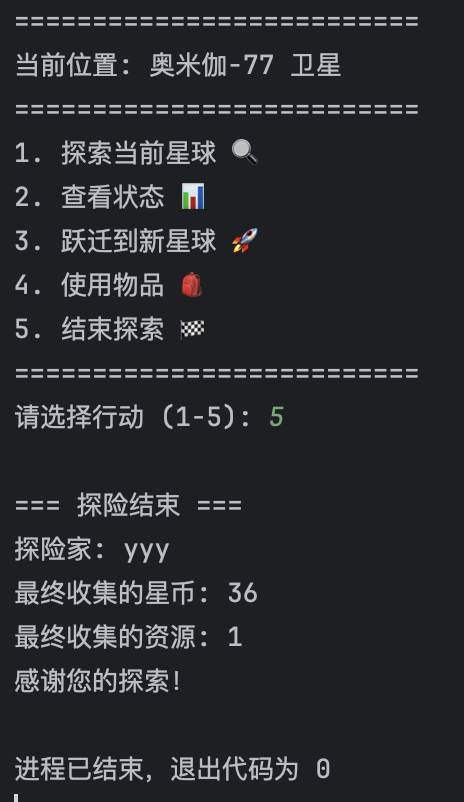 ==========================
当前位置: 奥米伽-77 卫星
==========================
1. 探索当前星球 🔍
2. 查看状态 📊
3. 跃迁到新星球 🚀
4. 使用物品 🎒
5. 结束探索 🏁
==========================
请选择行动 (1-5): 5
=== 探险结束 ===
探险家: yyy
最终收集的星币: 36
最终收集的资源: 1
感谢您的探索!
进程已结束,退出代码为 0